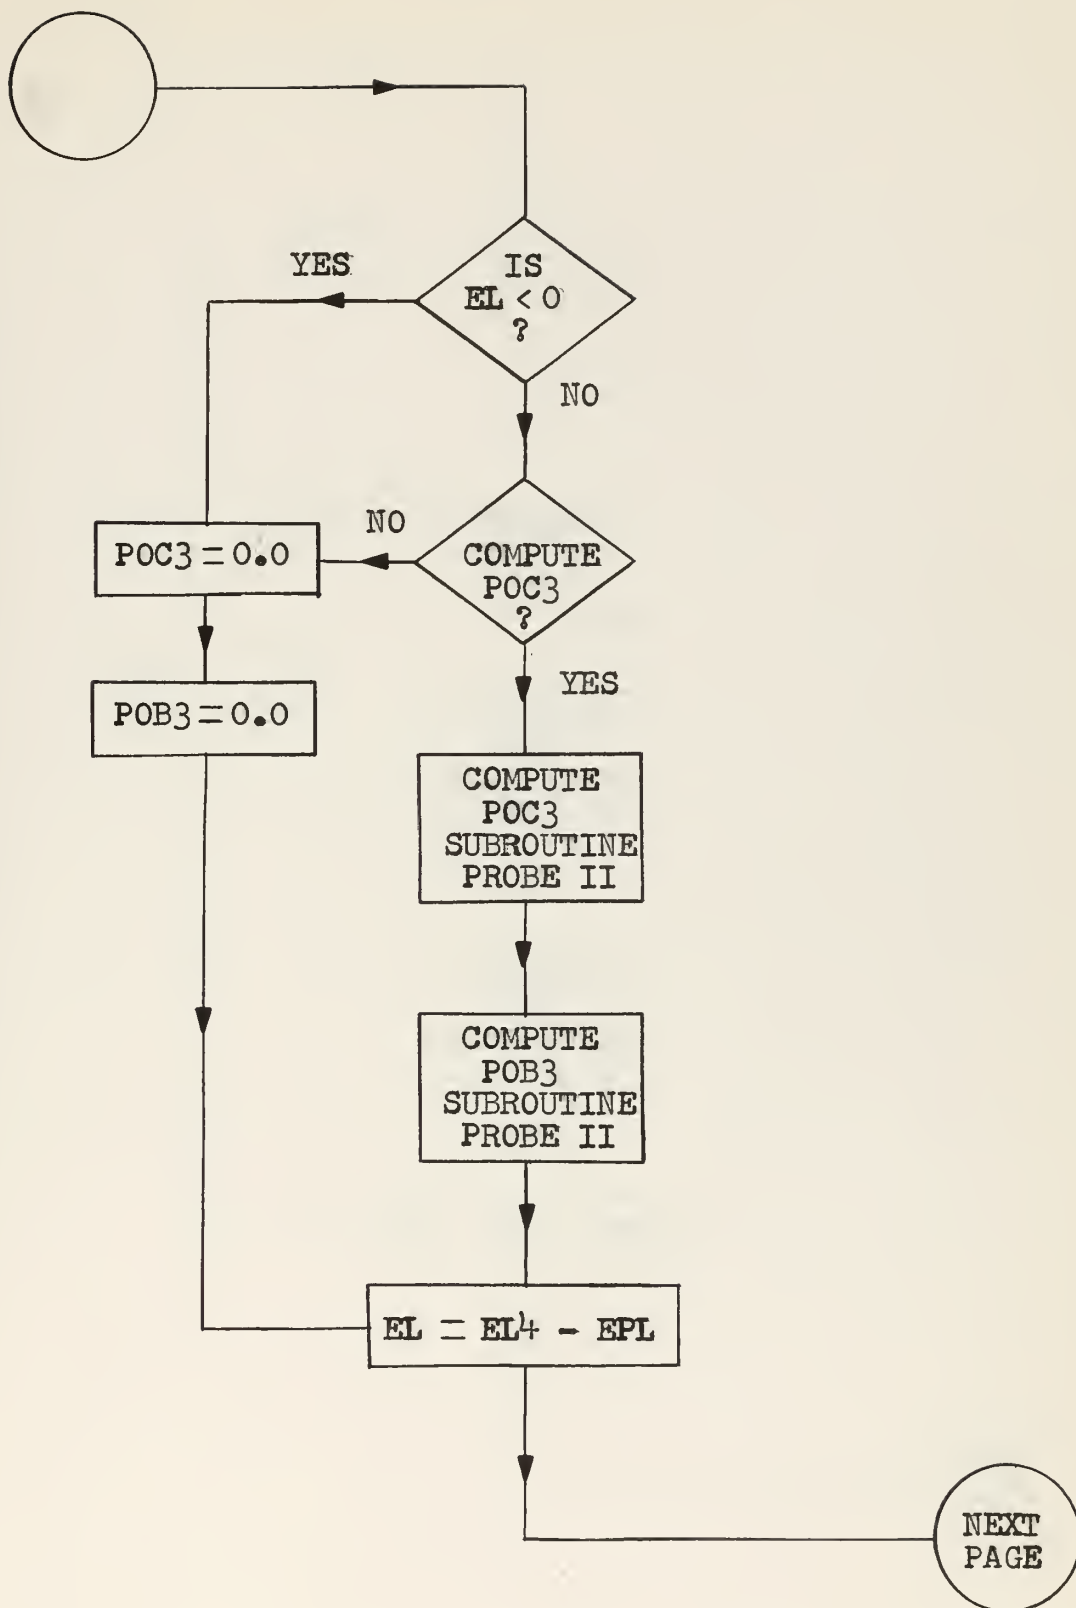 YES
IS
EL < 0
?
NO
NO
COMPUTE
POC3
?
POC3 = 0.0
YES
POB3 = 0.0
COMPUTE
POC3
SUBROUTINE
PROBE II
COMPUTE
POB3
SUBROUTINE
PROBE II
EL = EL4 - EPL
NEXT
PAGE